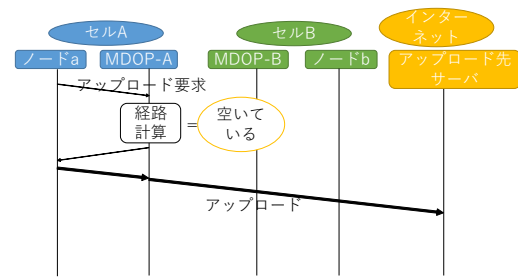 セルA
セルB
インター
ネット
ノードa
MDOP-A
MDOP-B
ノードb
アップロード先
サーバ
アップロード要求
経路
計算
=
空いて
いる
アップロード